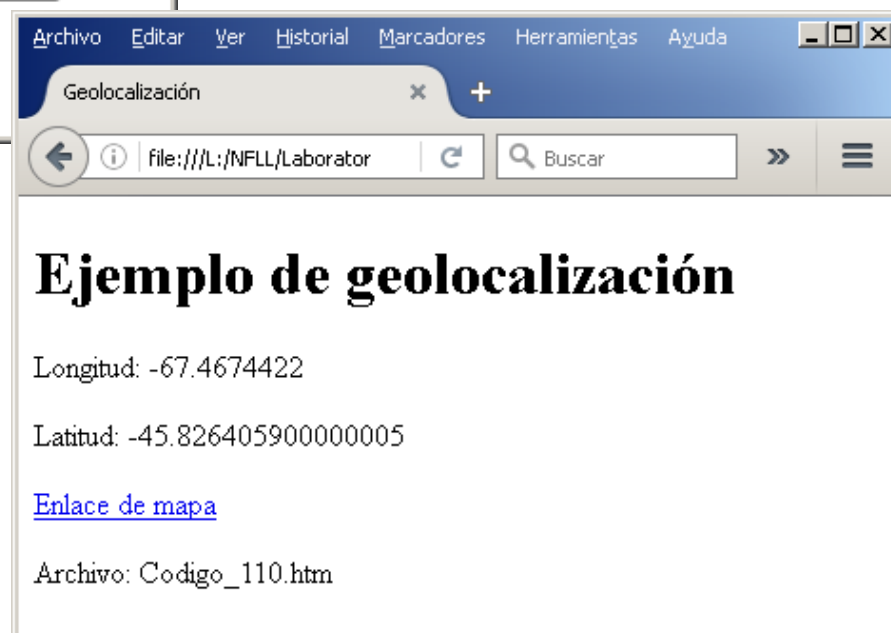 Archivo Editar Ver Historial Marcadores Herramientas Ayuda
Geolocalización
file:///L:/NFLL/Laborator
Buscar
Ejemplo de geolocalización
Longitud: -67.4674422
Latitud: -45.826405900000005
Enlace de mapa
Archivo: Codigo_110.htm